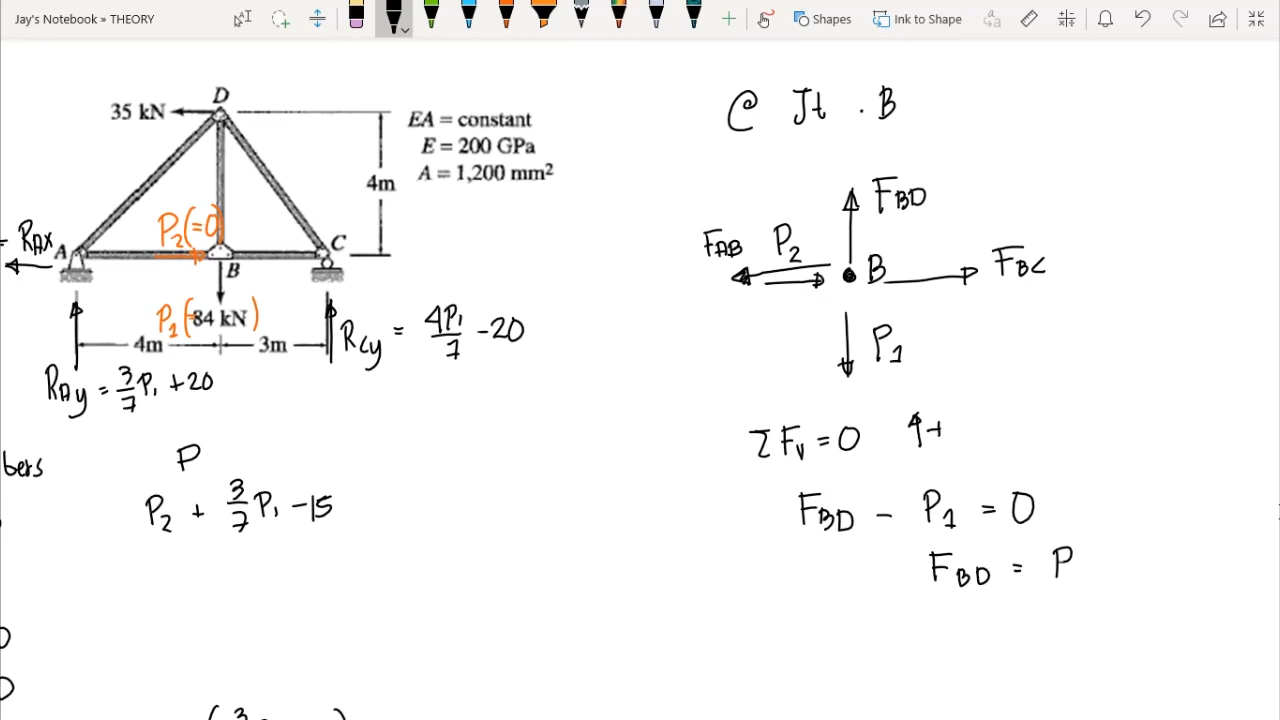 Jay's Notebook » THEORY
Shapes
Ink to Shape
35 kN
D
EA = constant
E = 200 GPa
A = 1,200 mm²
4m
P₂(=0)
RAX
A
B
C
P₁(=84 kN)
4m
3m
RCy = 4P₁/7 -20
RAy = 3/7 P₁ +20
bers
P
P₂ + 3/7 P₁ -15
@ Jt . B
FBD
FAB P₂ B FBC
P₁
ΣFv = 0 ↑+
FBD - P₁ = 0
FBD = P